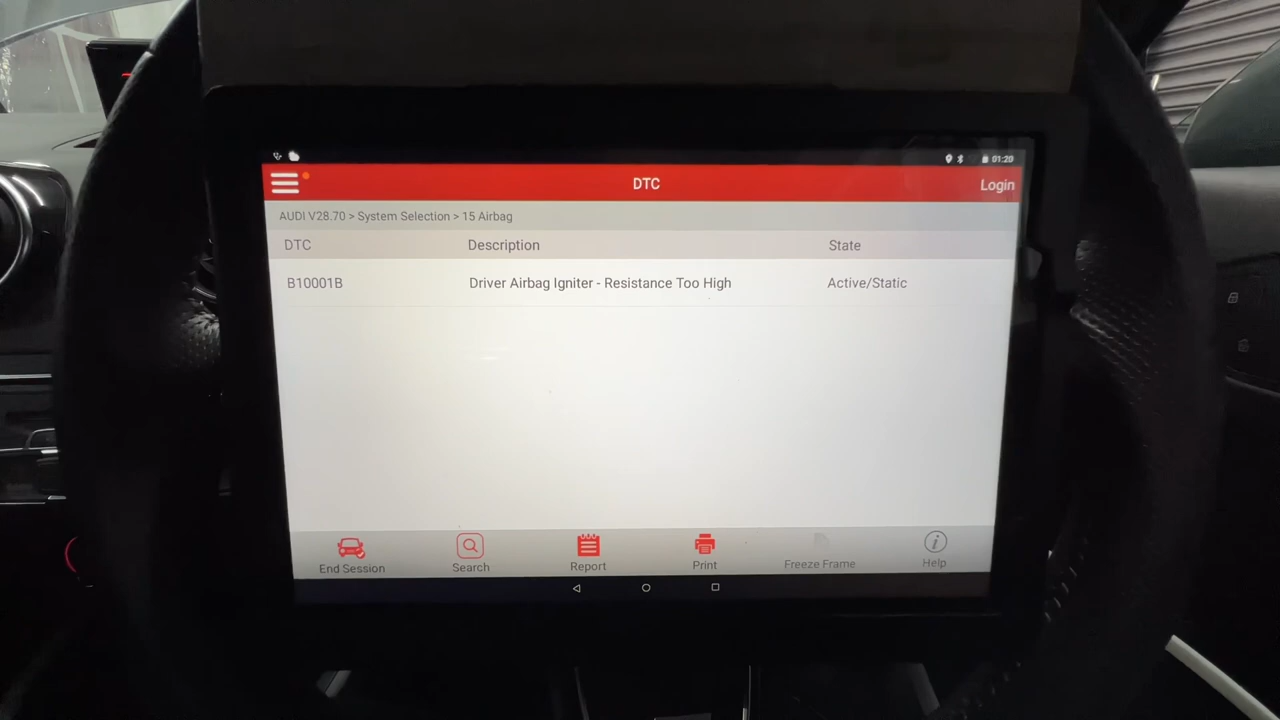 01:20
DTC
Login
AUDI V28.70 > System Selection > 15 Airbag
DTC Description State
B10001B Driver Airbag Igniter - Resistance Too High Active/Static
End Session Search Report Print Freeze Frame Help